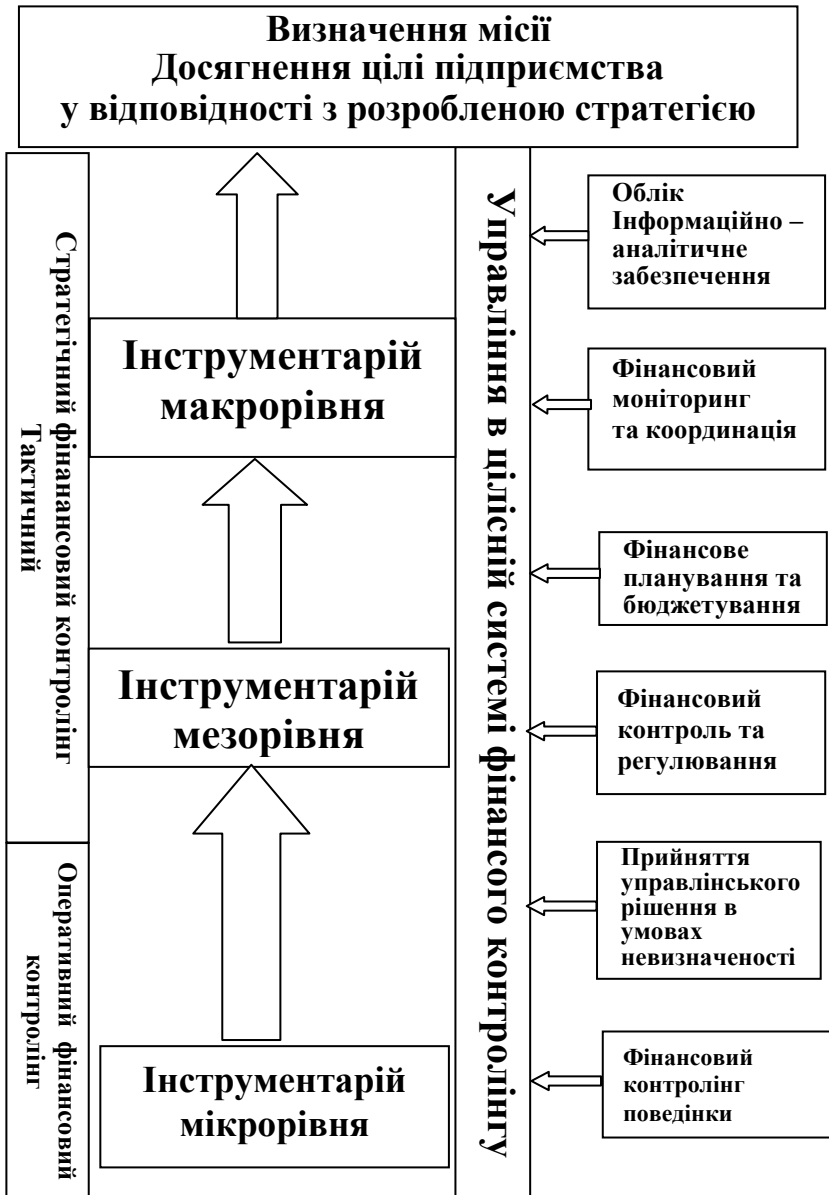 Визначення місії
Досягнення цілі підприємства
у відповідності з розробленою стратегією
Стратегічний фінанансовий контролінг
Тактичний
Оперативний фінансовий
контролінг
Інструментарій
макрорівня
Інструментарій
мезорівня
Інструментарій
мікрорівня
Управління в цілісній системі фінансого контролінгу
Облік
Інформаційно –
аналітичне
забезпечення
Фінансовий
моніторинг
та координація
Фінансове
планування та
бюджетування
Фінансовий
контроль та
регулювання
Прийняття
управлінського
рішення в
умовах
невизначеності
Фінансовий
контролінг
поведінки